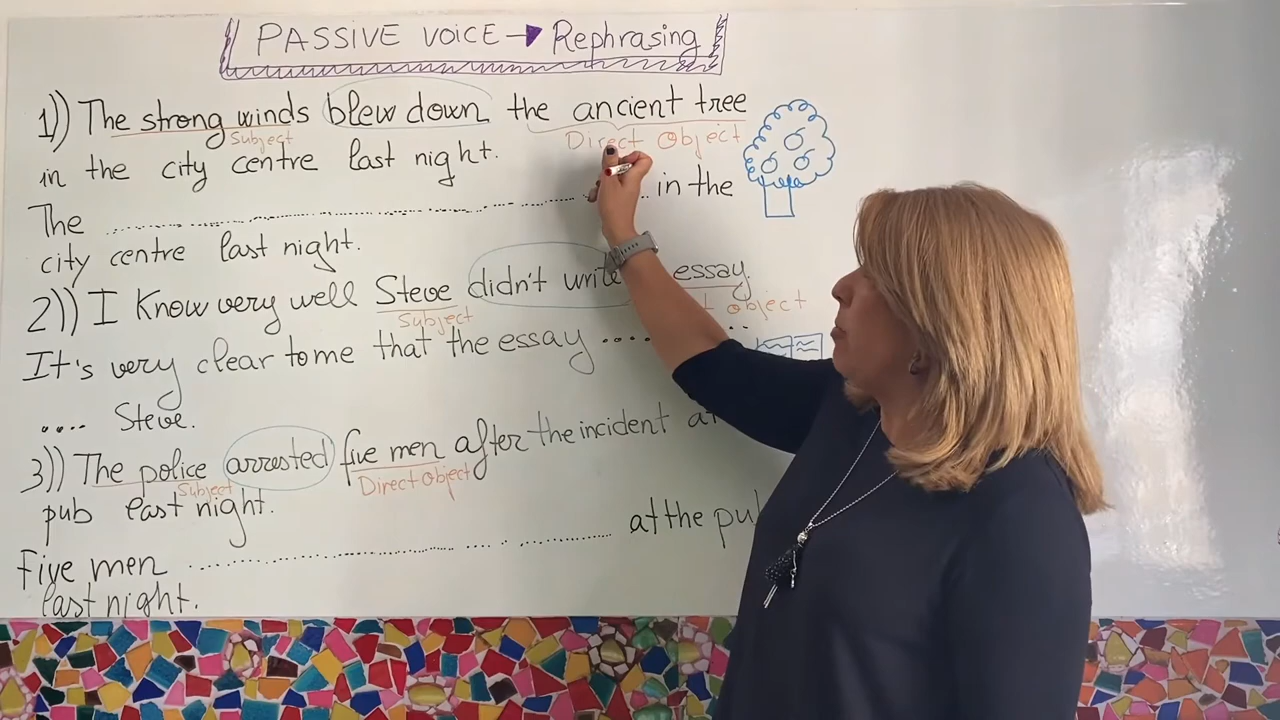 PASSIVE VOICE → Rephrasing
1)) The strong winds blew down the ancient tree
Subject Direct Object
in the city centre last night.
The .......................................................... in the
city centre last night.
2)) I know very well Steve didn't write essay.
Subject object
It's very clear to me that the essay .... ..
.... Steve.
3)) The police arrested five men after the incident at
Subject Direct object
pub last night.
Five men .......................................................... at the pub
last night.